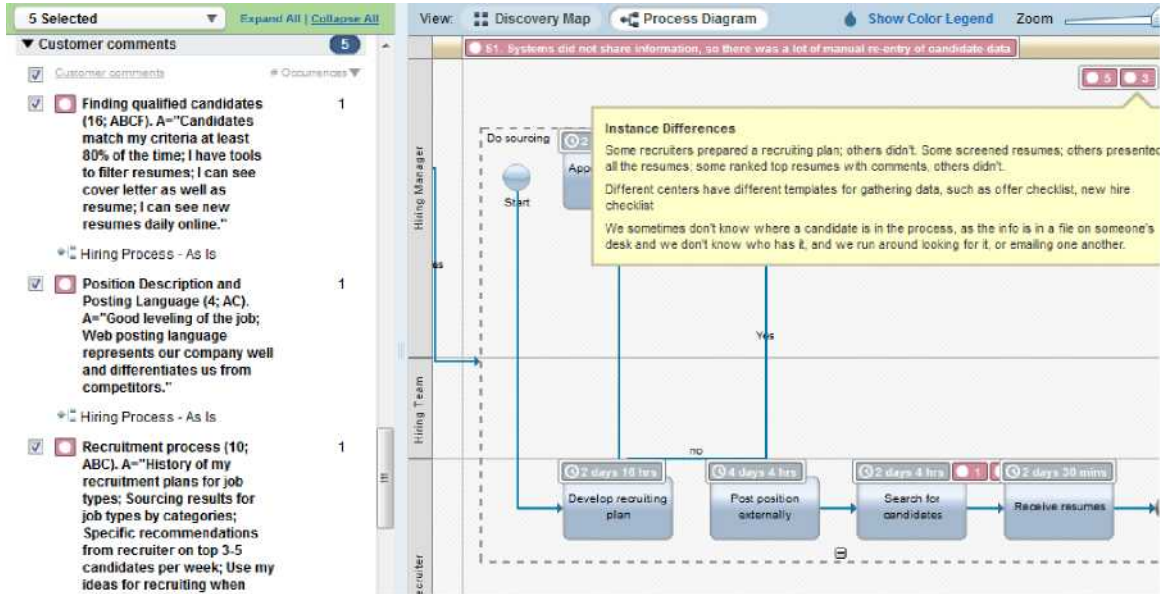 5 Selected
Expand All | Collapse All
View:
Discovery Map
Process Diagram
Show Color Legend
Zoom
Customer comments
5
Customer comments
# Occurrences
Finding qualified candidates
1
(16; ABCF). A="Candidates
match my criteria at least
80% of the time; I have tools
to filter resumes; I can see
cover letter as well as
resume; I can see new
resumes daily online."
Hiring Process - As Is
Position Description and
1
Posting Language (4; AC).
A="Good leveling of the job;
Web posting language
represents our company well
and differentiates us from
competitors."
Hiring Process - As Is
Recruitment process (10;
1
ABC). A="History of my
recruitment plans for job
types; Sourcing results for
job types by categories;
Specific recommendations
from recruiter on top 3-5
candidates per week; Use my
ideas for recruiting when
S1. Systems did not share information, so there was a lot of manual re-entry of candidate data
5
3
Instance Differences
Some recruiters prepared a recruiting plan; others didn't. Some screened resumes; others presented
all the resumes; some ranked top resumes with comments, others didn't.
Different centers have different templates for gathering data, such as offer checklist, new hire
checklist
We sometimes don't know where a candidate is in the process, as the info is in a file on someone's
desk and we don't know who has it, and we run around looking for it, or emailing one another.
Hiring Manager
Do sourcing
2
App
Start
es
Yes
Hiring Team
no
2 days 16 hrs
4 days 4 hrs
2 days 4 hrs
1
2 days 30 mins
Develop recruiting
plan
Post position
externally
Search for
candidates
Receive resumes
ecruiter